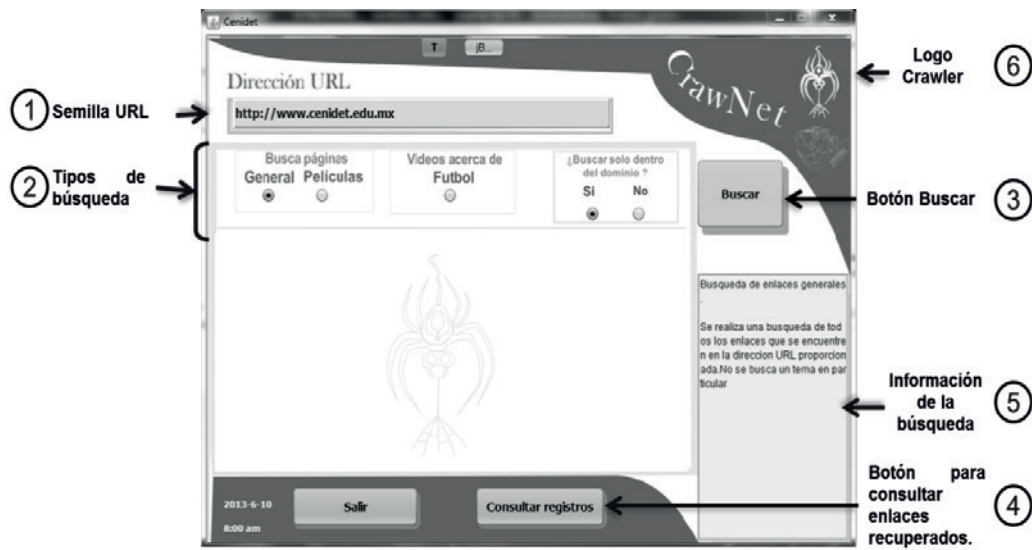 Cenidet
T jB...
Dirección URL
http://www.cenidet.edu.mx
CrawNet
Busca páginas
General Películas
Videos acerca de
Futbol
¿Buscar solo dentro
del dominio ?
Si No
Buscar
Busqueda de enlaces generales
.
Se realiza una busqueda de tod
os los enlaces que se encuentre
n en la direccion URL proporcion
ada.No se busca un tema en par
ticular
2013-6-10
8:00 am
Salir
Consultar registros
1 Semilla URL
2 Tipos de
búsqueda
Botón Buscar 3
Botón para
consultar
enlaces
recuperados.
4
Información
de la
búsqueda
5
Logo
Crawler
6